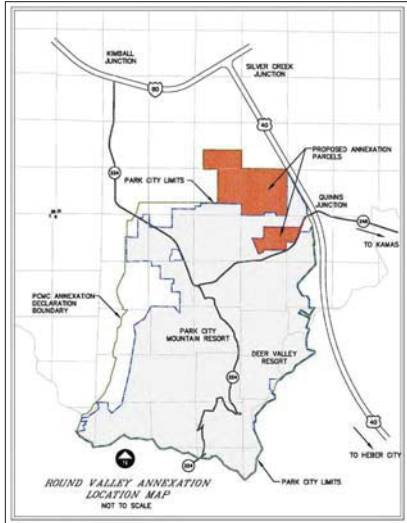 KIMBALL
JUNCTION
SILVER CREEK
JUNCTION
80
40
PROPOSED ANNEXATION
PARCELS
224
PARK CITY LIMITS
QUINNS
JUNCTION
248
TO KAMAS
PCMC ANNEXATION
DECLARATION
BOUNDARY
PARK CITY
MOUNTAIN RESORT
DEER VALLEY
RESORT
224
40
TO HEBER CITY
224
PARK CITY LIMITS
ROUND VALLEY ANNEXATION
LOCATION MAP
NOT TO SCALE